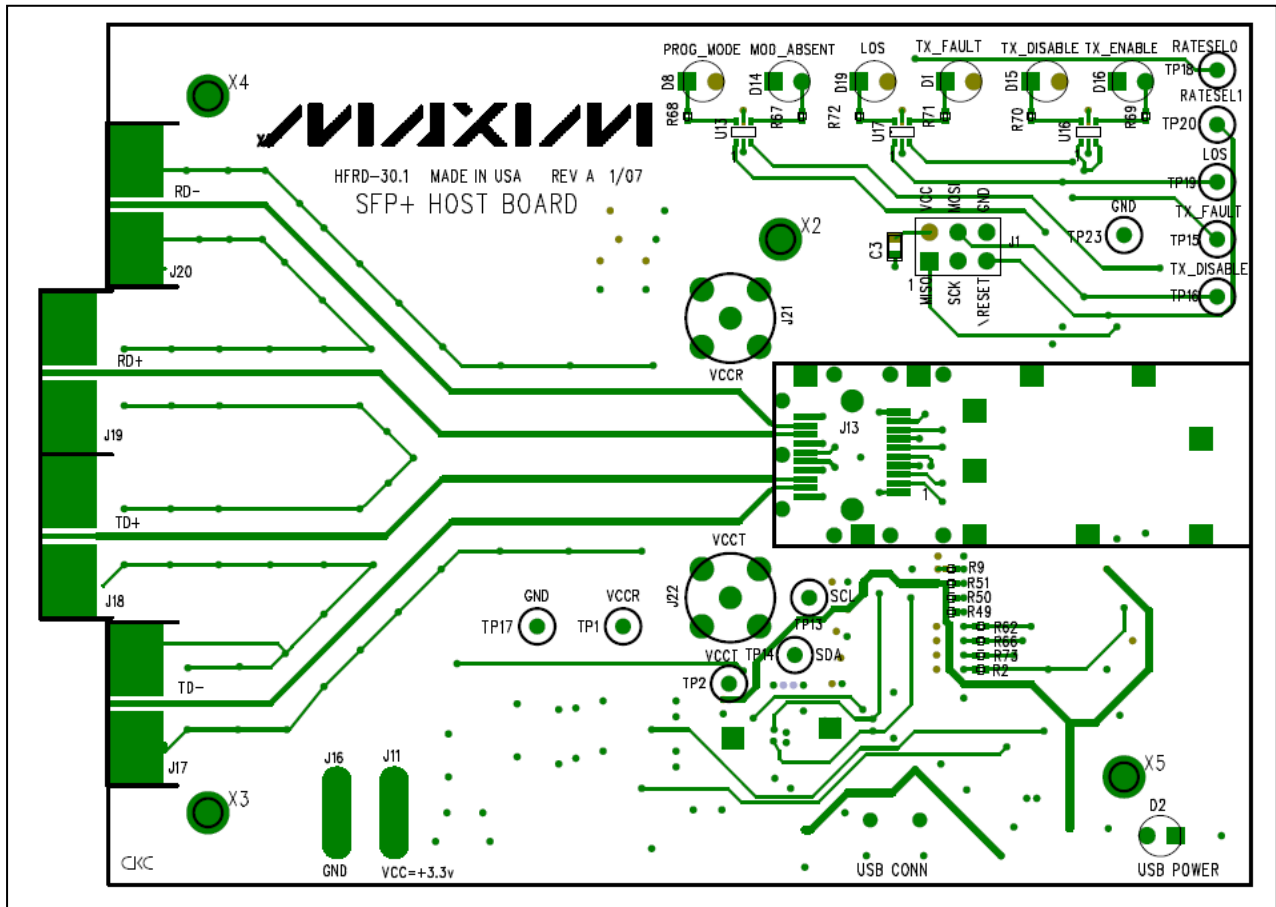 PROG_MODE MOD_ABSENT LOS TX_FAULT TX_DISABLE TX_ENABLE RATESEL0
D8 D14 D19 D1 D15 D16 TP18
X4
RATESEL1
R68 U13 R67 R72 U17 R71 R70 U16 R69 TP20
MAXIM
1 1 1
LOS
HFRD-30.1 MADE IN USA REV A 1/07
TP19
RD-
SFP+ HOST BOARD
VCC MOSI GND
GND
TX_FAULT
X2
TP23
TP15
C3
J1
J20
TX_DISABLE
1
MISO SCK \RESET
TP16
J21
RD+
VCCR
J19
J13
1
TD+
VCCT
R9
R51
J18
J22
SCL
R50
GND VCCR
R49
TP17 TP1
TP13
R62
R66
VCCT TP14 SDA
R73
TD-
TP2
R2
J17
J16 J11
X5
X3
D2
CKC
GND VCC=+3.3v
USB CONN USB POWER